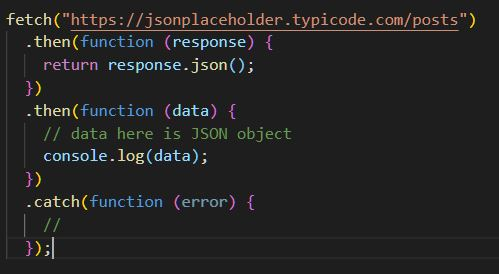 fetch("https://jsonplaceholder.typicode.com/posts")
  .then(function (response) {
    return response.json();
  })
  .then(function (data) {
    // data here is JSON object
    console.log(data);
  })
  .catch(function (error) {
    //
  });